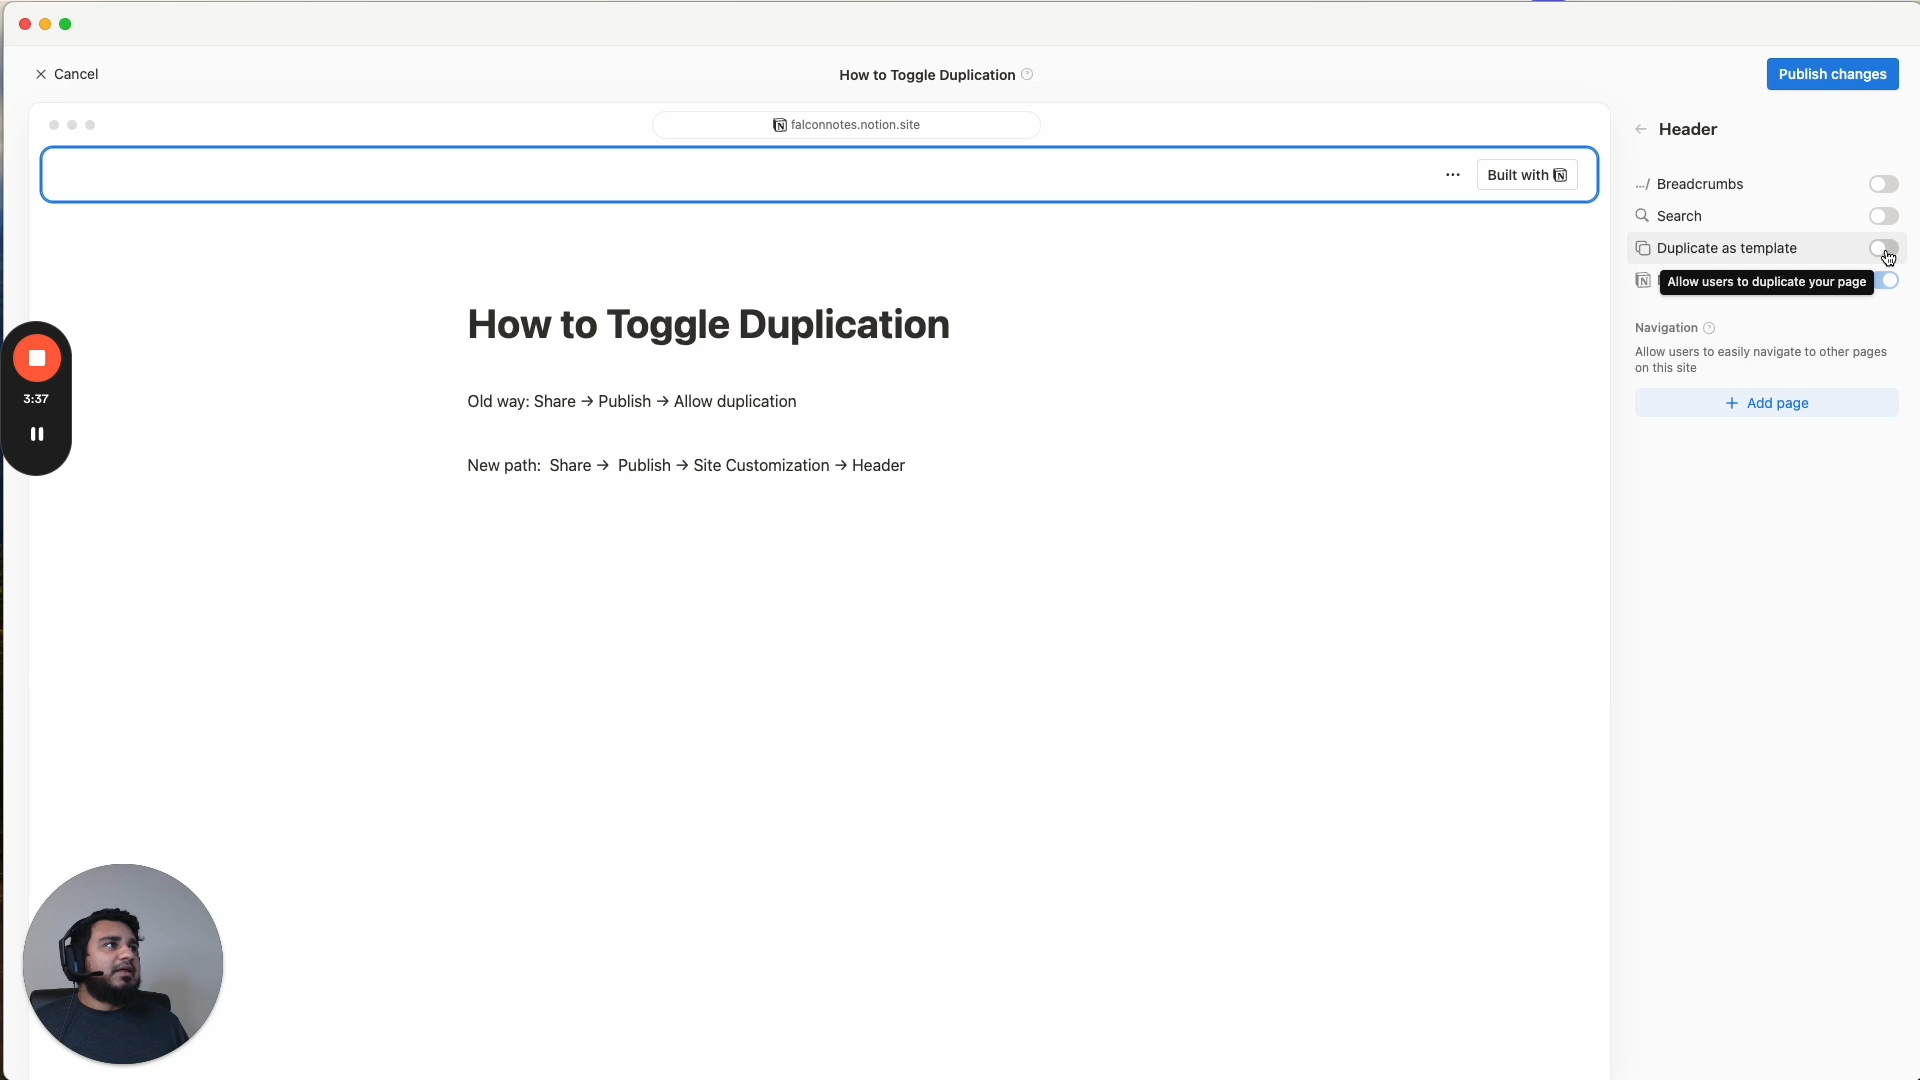 Cancel
How to Toggle Duplication
Publish changes
falconnotes.notion.site
Header
Built with
Breadcrumbs
Search
Duplicate as template
Allow users to duplicate your page
How to Toggle Duplication
Navigation
Allow users to easily navigate to other pages
on this site
3:37
Old way: Share → Publish → Allow duplication
+ Add page
New path: Share → Publish → Site Customization → Header